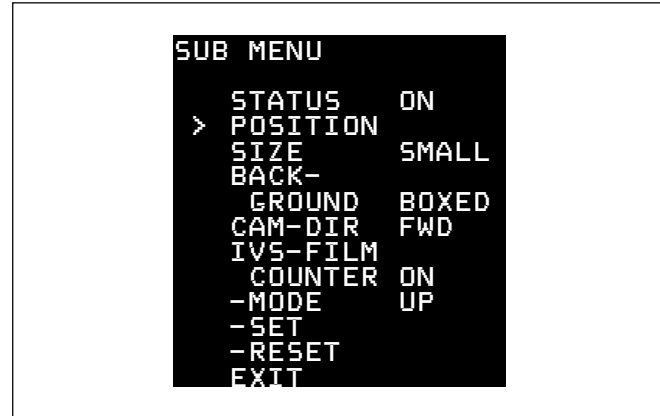 SUB MENU
STATUS ON
> POSITION
SIZE SMALL
BACK-
GROUND BOXED
CAM-DIR FWD
IVS-FILM
COUNTER ON
-MODE UP
-SET
-RESET
EXIT